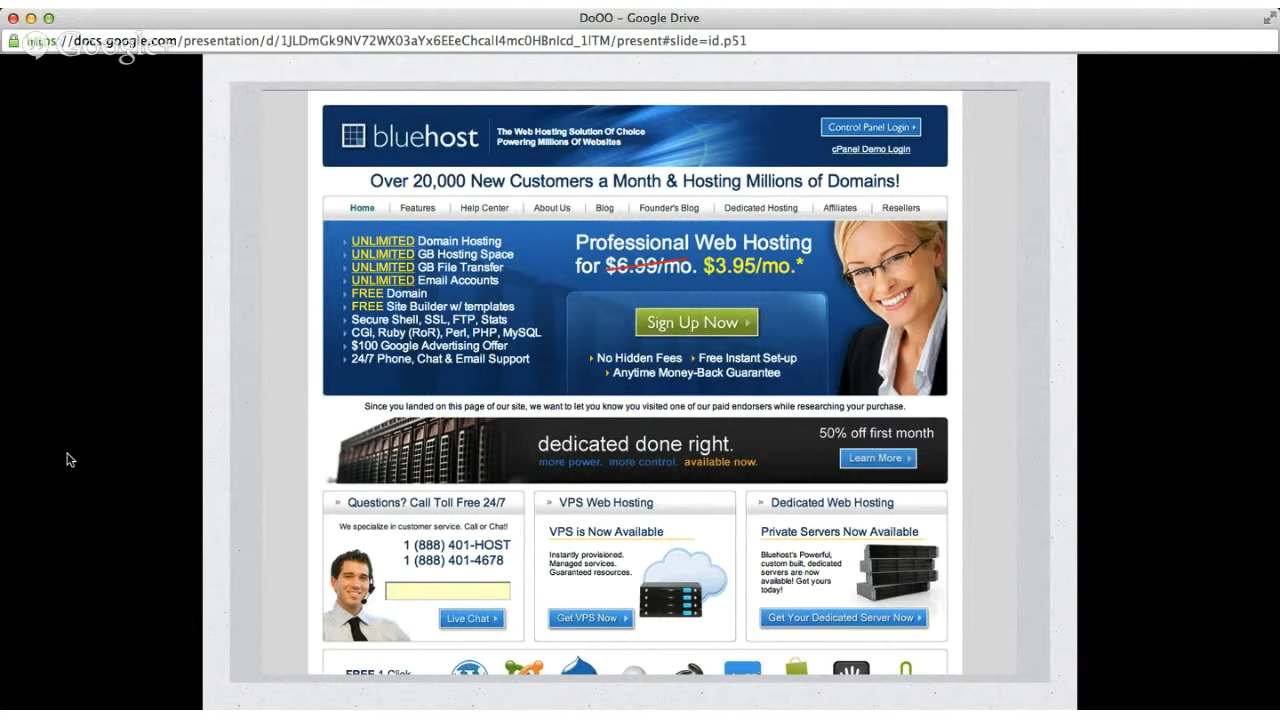 DoOO – Google Drive
https://docs.google.com/presentation/d/1JLDmGk9NV72WX03aYx6EEeChcalI4mc0HBnIcd_1lTM/present#slide=id.p51
Google+
bluehost
The Web Hosting Solution Of Choice
Powering Millions Of Websites
Control Panel Login
cPanel Demo Login
Over 20,000 New Customers a Month & Hosting Millions of Domains!
Home Features Help Center About Us Blog Founder's Blog Dedicated Hosting Affiliates Resellers
UNLIMITED Domain Hosting
UNLIMITED GB Hosting Space
UNLIMITED GB File Transfer
UNLIMITED Email Accounts
FREE Domain
FREE Site Builder w/ templates
Secure Shell, SSL, FTP, Stats
CGI, Ruby (RoR), Perl, PHP, MySQL
$100 Google Advertising Offer
24/7 Phone, Chat & Email Support
Professional Web Hosting
for $6.99/mo. $3.95/mo.*
Sign Up Now
No Hidden Fees Free Instant Set-up
Anytime Money-Back Guarantee
Since you landed on this page of our site, we want to let you know you visited one of our paid endorsers while researching your purchase.
dedicated done right.
more power. more control. available now.
50% off first month
Learn More
» Questions? Call Toll Free 24/7
We specialize in customer service. Call or Chat!
1 (888) 401-HOST
1 (888) 401-4678
Live Chat
» VPS Web Hosting
VPS is Now Available
Instantly provisioned.
Managed services.
Guaranteed resources.
Get VPS Now
» Dedicated Web Hosting
Private Servers Now Available
Bluehost's Powerful,
custom built, dedicated
servers are now
available! Get yours
today!
Get Your Dedicated Server Now
FREE 1 Click